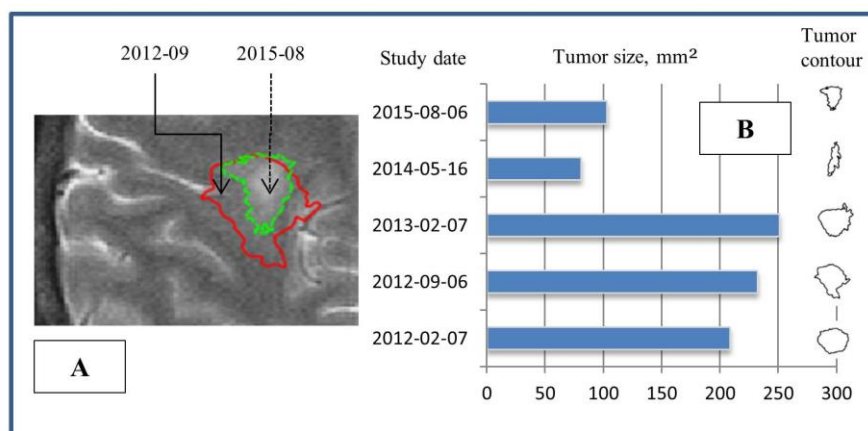 2012-09
2015-08
A
Study date
Tumor size, mm²
Tumor
contour
B
2015-08-06
2014-05-16
2013-02-07
2012-09-06
2012-02-07
0 50 100 150 200 250 300